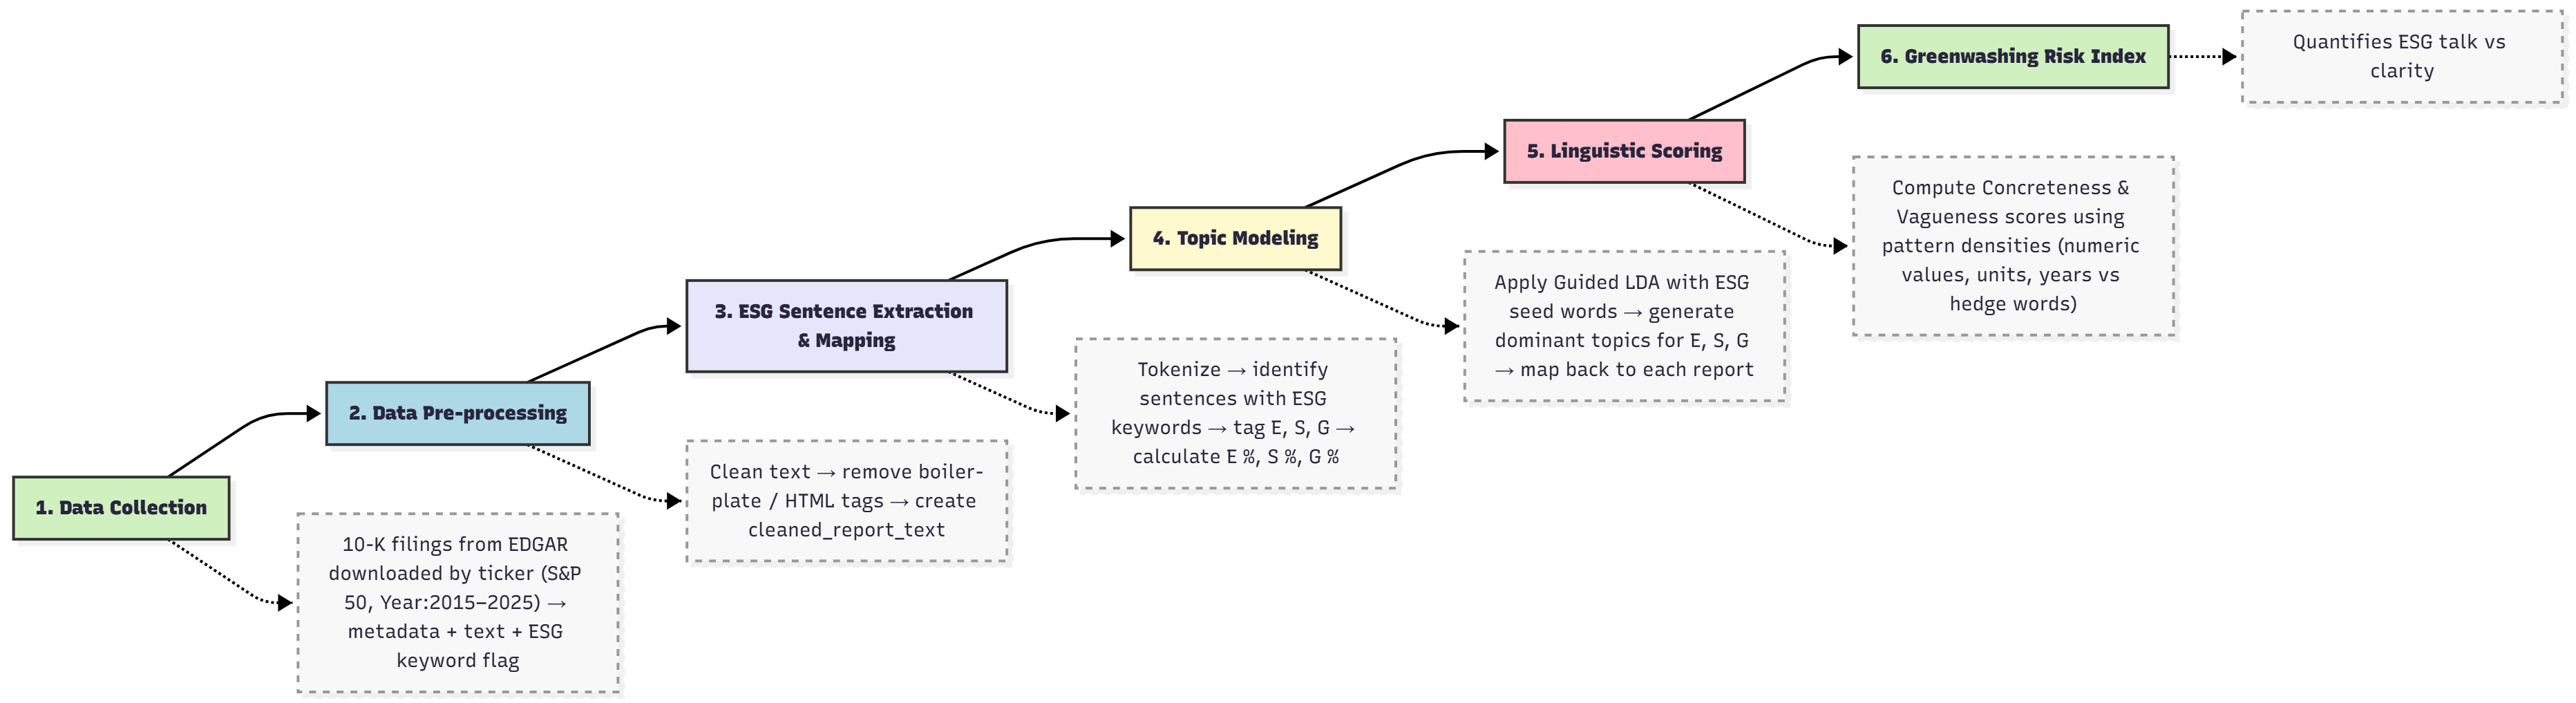 1. Data Collection
10-K filings from EDGAR
downloaded by ticker (S&P
50, Year:2015–2025) →
metadata + text + ESG
keyword flag
2. Data Pre-processing
Clean text → remove boiler-
plate / HTML tags → create
cleaned_report_text
3. ESG Sentence Extraction
& Mapping
Tokenize → identify
sentences with ESG
keywords → tag E, S, G →
calculate E %, S %, G %
4. Topic Modeling
Apply Guided LDA with ESG
seed words → generate
dominant topics for E, S, G
→ map back to each report
5. Linguistic Scoring
Compute Concreteness &
Vagueness scores using
pattern densities (numeric
values, units, years vs
hedge words)
6. Greenwashing Risk Index
Quantifies ESG talk vs
clarity